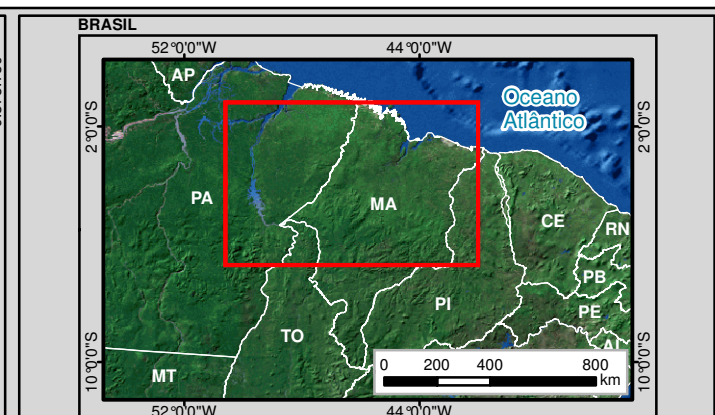 BRASIL
52°0'0"W
44°0'0"W
AP
Oceano
Atlântico
2°0'0"S
2°0'0"S
PA
MA
CE
RN
PB
PI
PE
TO
AL
MT
0 200 400 800
km
10°0'0"S
10°0'0"S
52°0'0"W
44°0'0"W